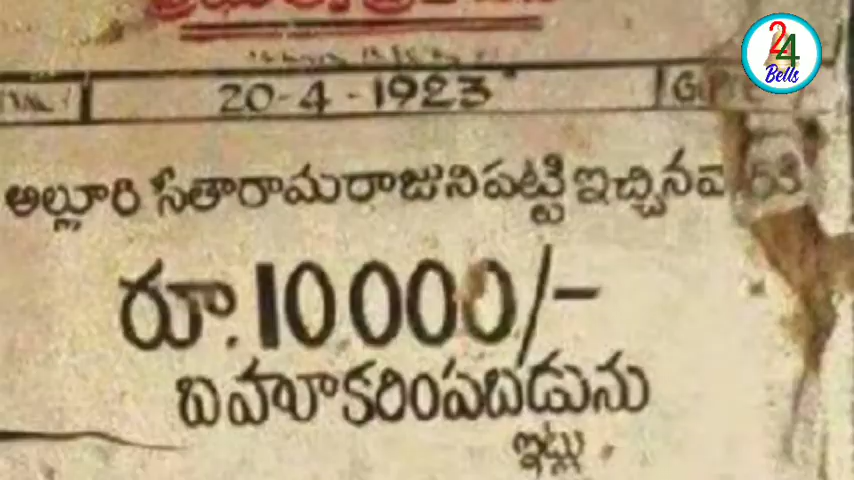 24
Bells
20-4-1923
అల్లూరి సీతారామరాజుని పట్టి ఇచ్చినవారికి
రూ. 10000/-
బహూకరింపబడును
ఇట్లు